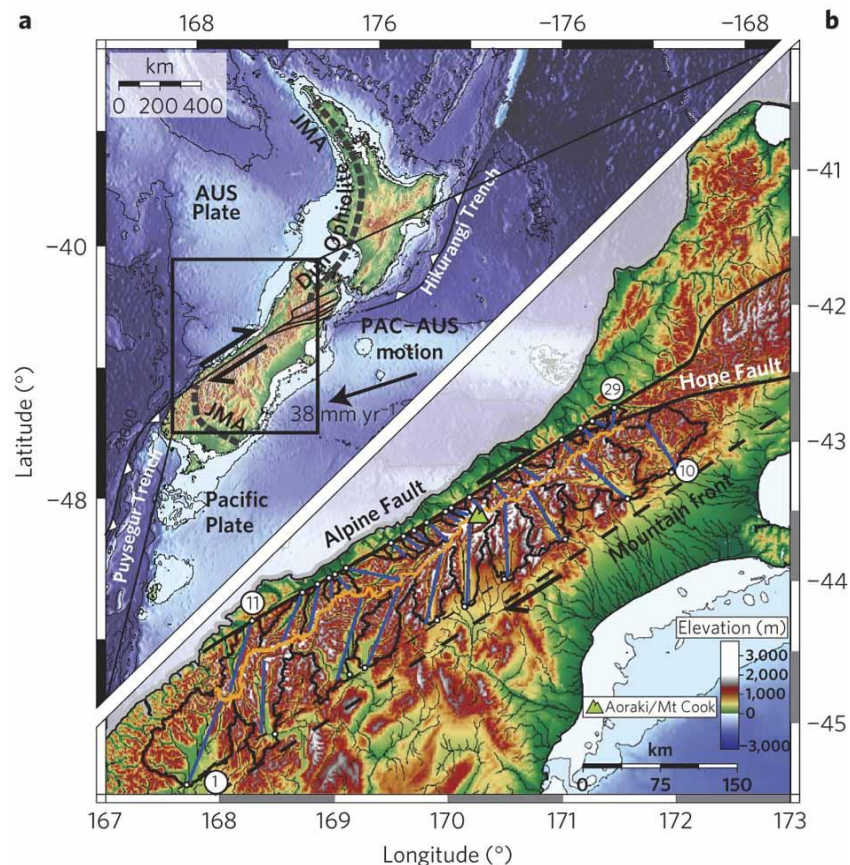 a
b
168
176
−176
−168
km
0 200 400
JMA
AUS
Plate
Dun Ophiolite
Hikurangi Trench
−40
PAC–AUS
motion
38 mm yr⁻¹
JMA
Puysegur Trench
Pacific
Plate
−48
Latitude (°)
−41
−42
−43
−44
−45
29
Hope Fault
10
Alpine Fault
Mountain front
11
1
Elevation (m)
3,000
2,000
1,000
0
−3,000
Aoraki/Mt Cook
km
0 75 150
167 168 169 170 171 172 173
Longitude (°)